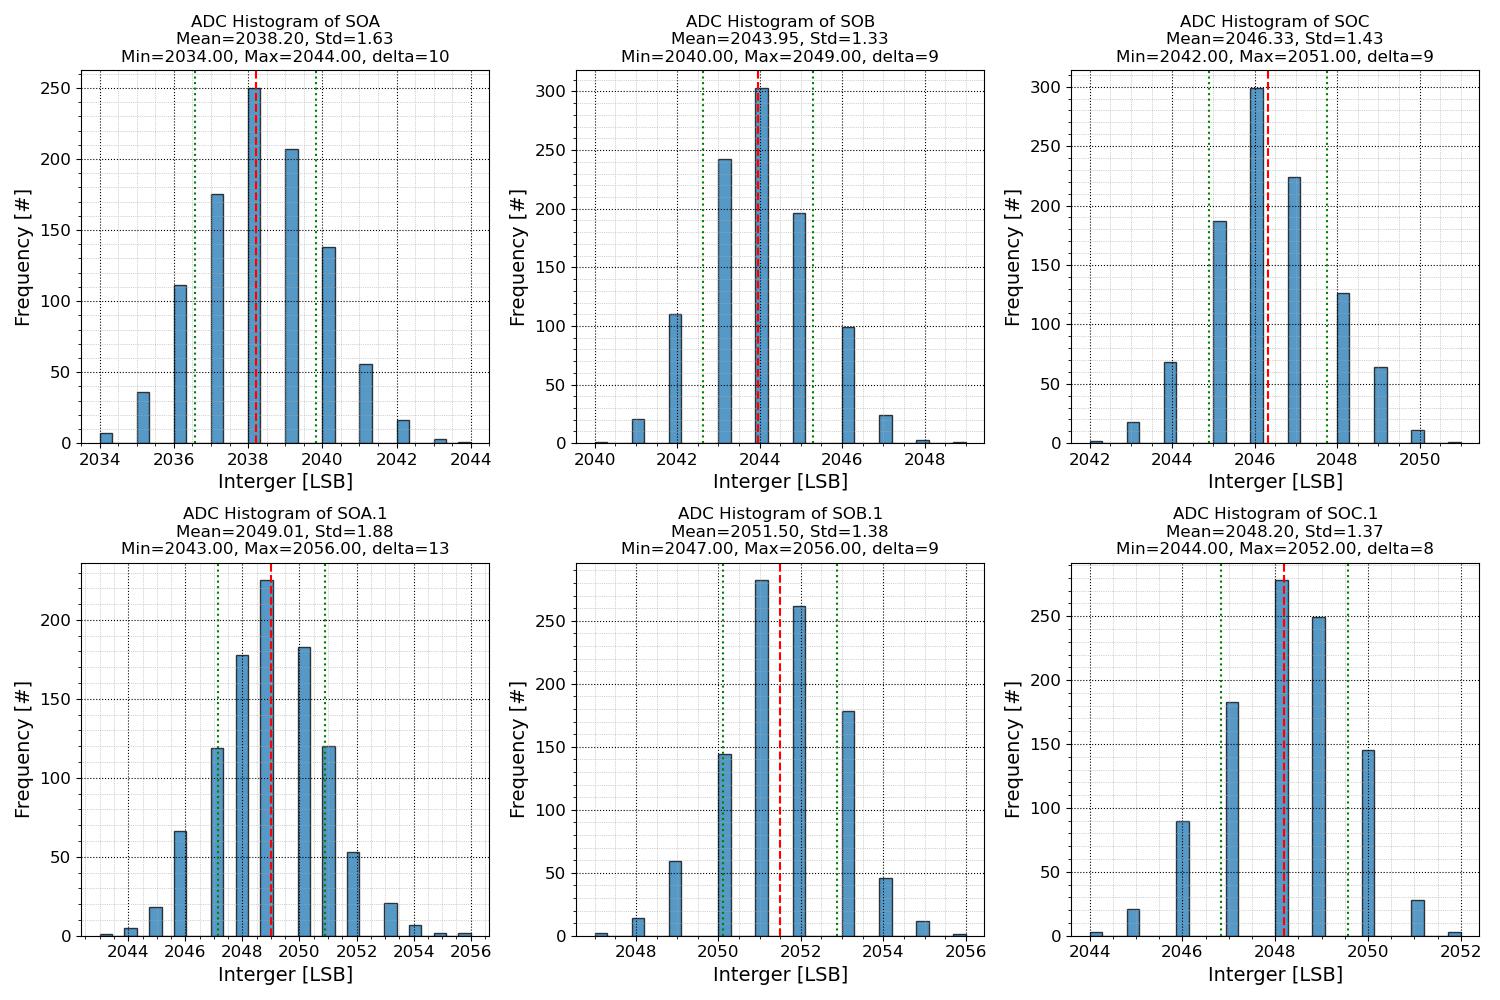 ADC Histogram of SOA
Mean=2038.20, Std=1.63
Min=2034.00, Max=2044.00, delta=10
250
200
150
100
50
0
Frequency [#]
2034 2036 2038 2040 2042 2044
Interger [LSB]
ADC Histogram of SOB
Mean=2043.95, Std=1.33
Min=2040.00, Max=2049.00, delta=9
300
250
200
150
100
50
0
Frequency [#]
2040 2042 2044 2046 2048
Interger [LSB]
ADC Histogram of SOC
Mean=2046.33, Std=1.43
Min=2042.00, Max=2051.00, delta=9
300
250
200
150
100
50
0
Frequency [#]
2042 2044 2046 2048 2050
Interger [LSB]
ADC Histogram of SOA.1
Mean=2049.01, Std=1.88
Min=2043.00, Max=2056.00, delta=13
200
150
100
50
0
Frequency [#]
2044 2046 2048 2050 2052 2054 2056
Interger [LSB]
ADC Histogram of SOB.1
Mean=2051.50, Std=1.38
Min=2047.00, Max=2056.00, delta=9
250
200
150
100
50
0
Frequency [#]
2048 2050 2052 2054 2056
Interger [LSB]
ADC Histogram of SOC.1
Mean=2048.20, Std=1.37
Min=2044.00, Max=2052.00, delta=8
250
200
150
100
50
0
Frequency [#]
2044 2046 2048 2050 2052
Interger [LSB]